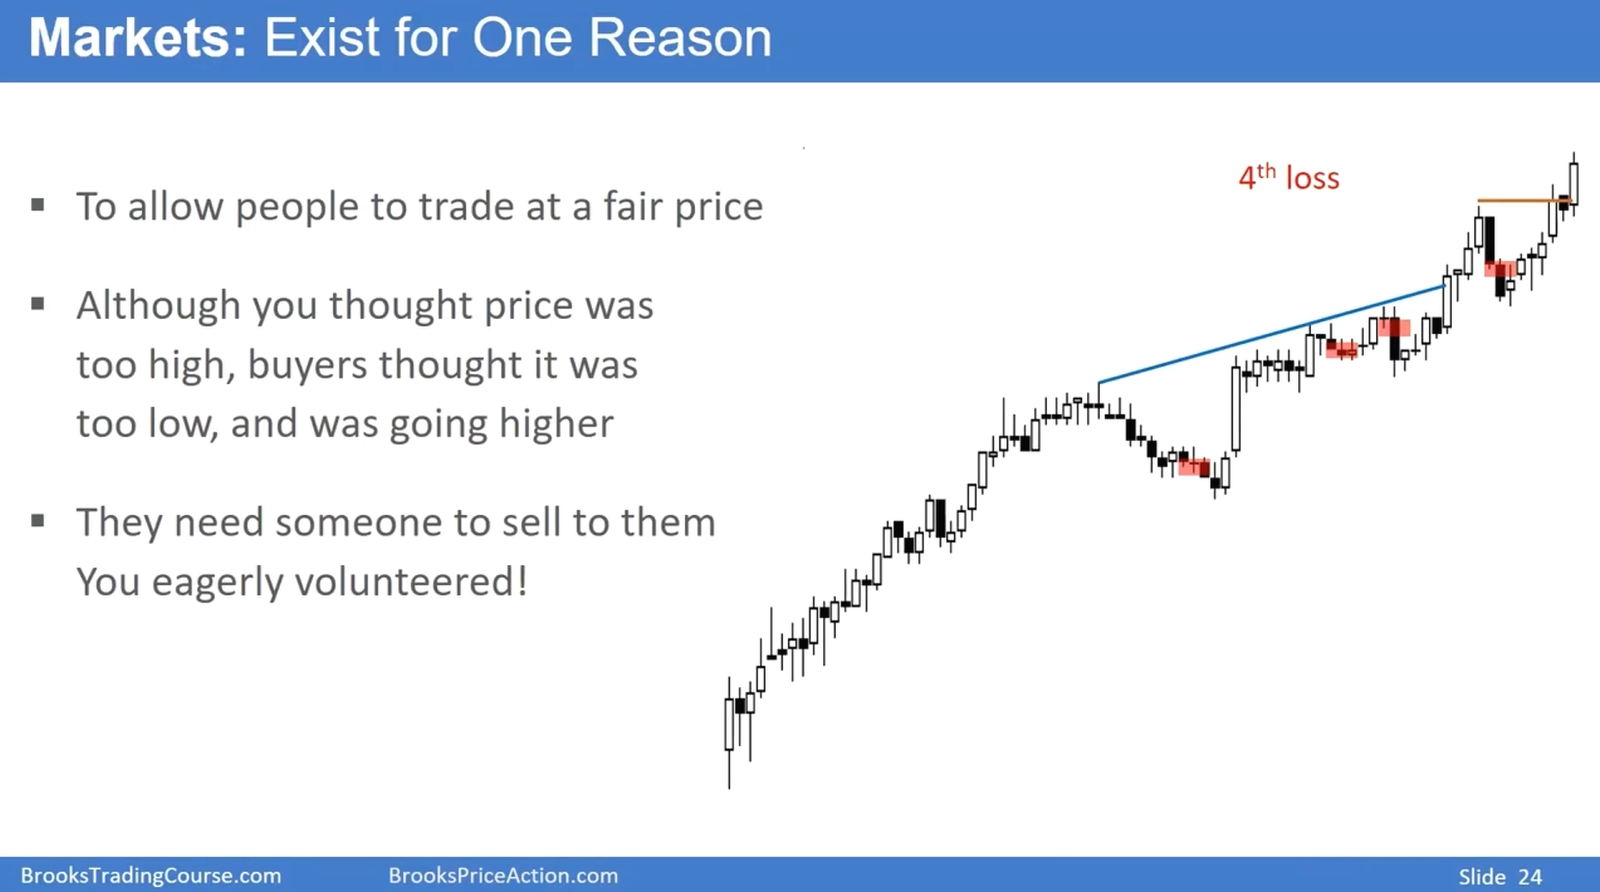 Markets: Exist for One Reason
▪ To allow people to trade at a fair price
▪ Although you thought price was
too high, buyers thought it was
too low, and was going higher
▪ They need someone to sell to them
You eagerly volunteered!
4th loss
BrooksTradingCourse.com
BrooksPriceAction.com
Slide 24